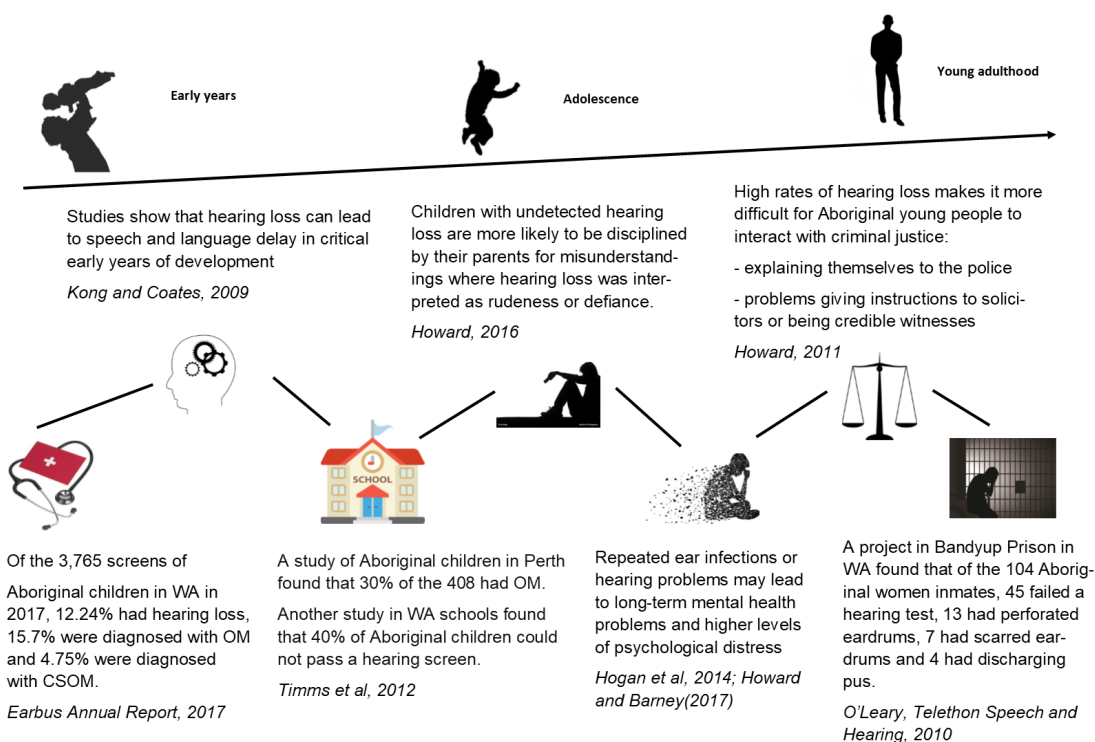 Early years
Adolescence
Young adulthood
Studies show that hearing loss can lead
to speech and language delay in critical
early years of development
Kong and Coates, 2009
Children with undetected hearing
loss are more likely to be disciplined
by their parents for misunderstand-
ings where hearing loss was inter-
preted as rudeness or defiance.
Howard, 2016
High rates of hearing loss makes it more
difficult for Aboriginal young people to
interact with criminal justice:
- explaining themselves to the police
- problems giving instructions to solici-
tors or being credible witnesses
Howard, 2011
SCHOOL
Of the 3,765 screens of
Aboriginal children in WA in
2017, 12.24% had hearing loss,
15.7% were diagnosed with OM
and 4.75% were diagnosed
with CSOM.
Earbus Annual Report, 2017
A study of Aboriginal children in Perth
found that 30% of the 408 had OM.
Another study in WA schools found
that 40% of Aboriginal children could
not pass a hearing screen.
Timms et al, 2012
Repeated ear infections or
hearing problems may lead
to long-term mental health
problems and higher levels
of psychological distress
Hogan et al, 2014; Howard
and Barney(2017)
A project in Bandyup Prison in
WA found that of the 104 Aborig-
inal women inmates, 45 failed a
hearing test, 13 had perforated
eardrums, 7 had scarred ear-
drums and 4 had discharging
pus.
O'Leary, Telethon Speech and
Hearing, 2010